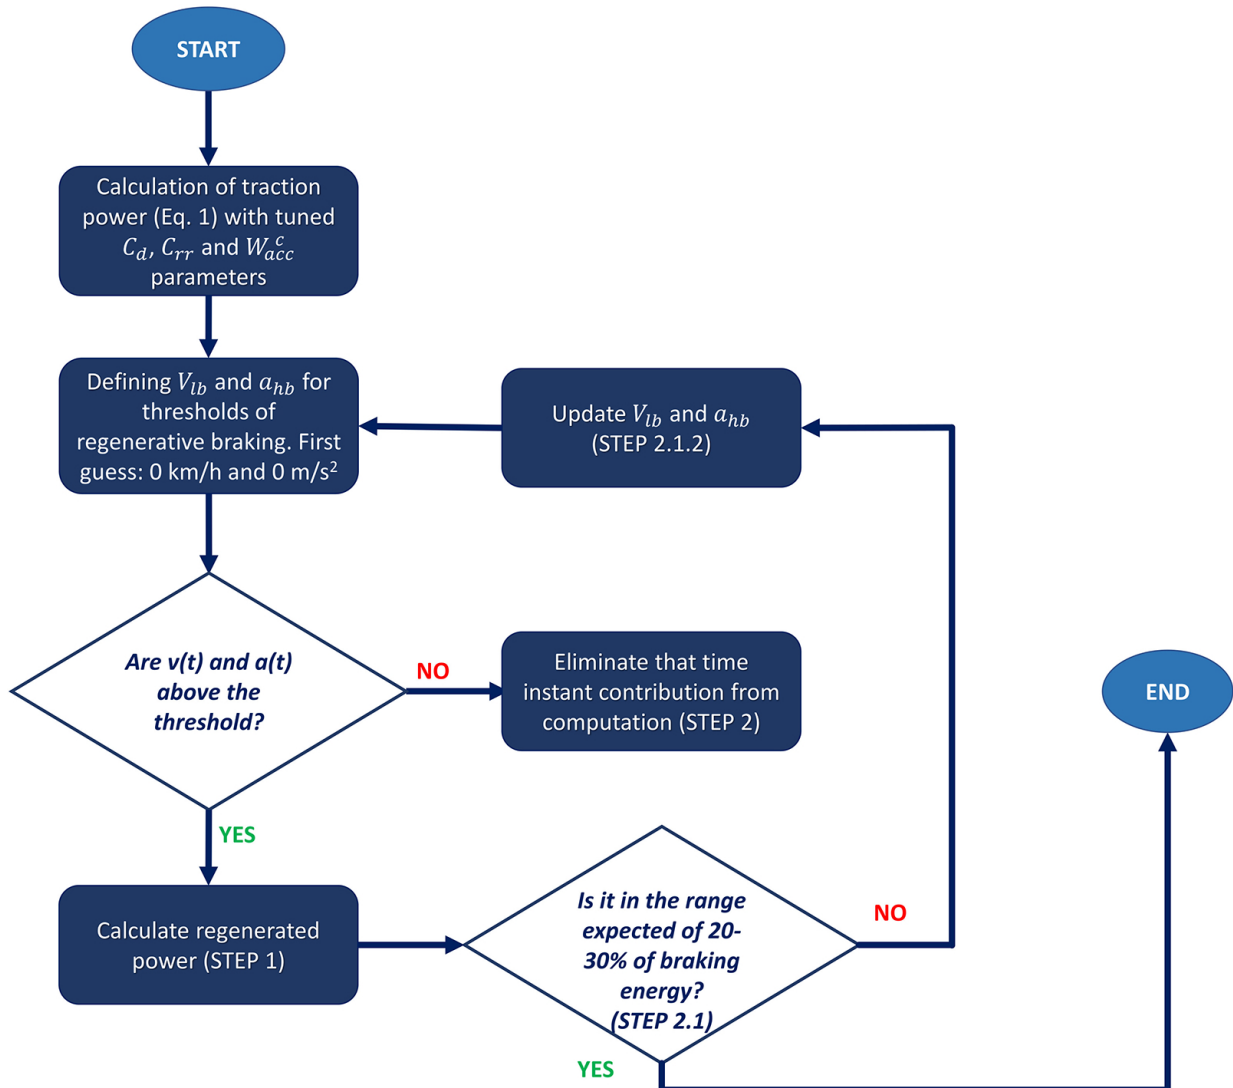 START
Calculation of traction
power (Eq. 1) with tuned
C_d, C_rr and W_acc^c
parameters
Defining V_lb and a_hb for
thresholds of
regenerative braking. First
guess: 0 km/h and 0 m/s²
Update V_lb and a_hb
(STEP 2.1.2)
Are v(t) and a(t)
above the
threshold?
NO
Eliminate that time
instant contribution from
computation (STEP 2)
END
YES
Calculate regenerated
power (STEP 1)
Is it in the range
expected of 20-
30% of braking
energy?
(STEP 2.1)
NO
YES